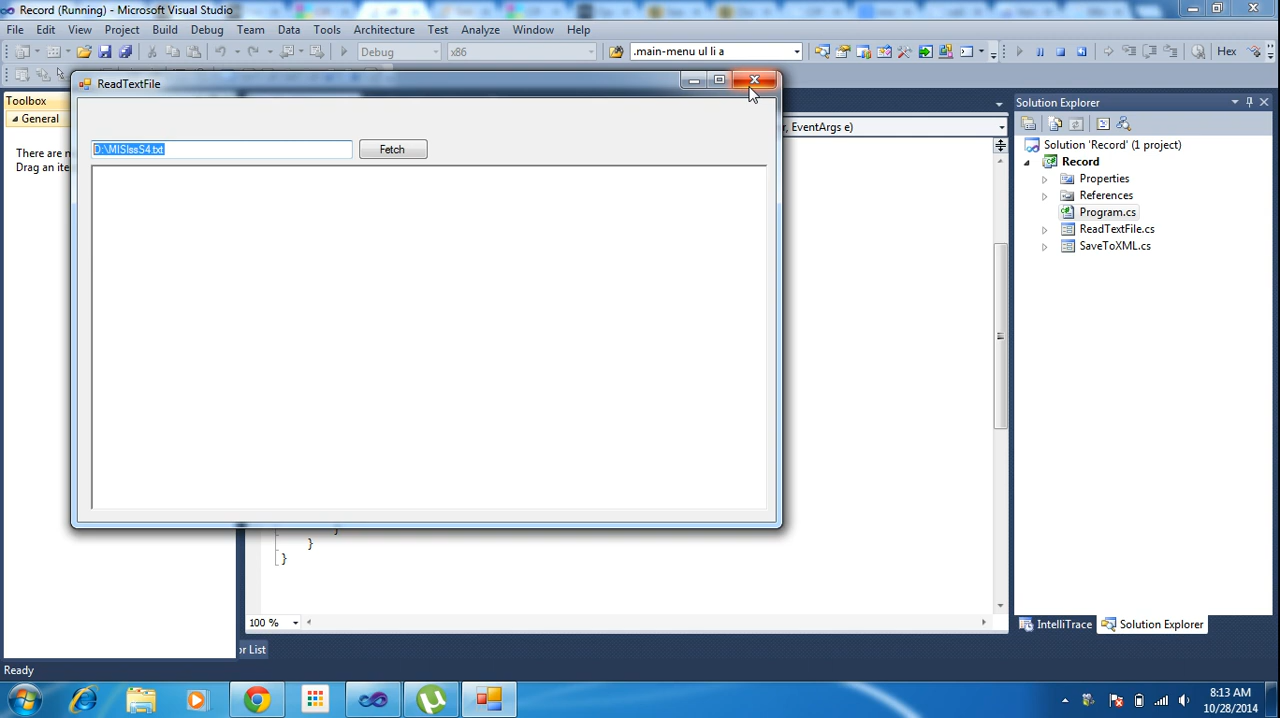 Record (Running) - Microsoft Visual Studio
File Edit View Project Build Debug Team Data Tools Architecture Test Analyze Window Help
Debug x86 .main-menu ul li a Hex
ReadTextFile
Toolbox
General
There are n
Drag an ite
D:\MISIssS4.txt Fetch
r, EventArgs e)
Solution Explorer
Solution 'Record' (1 project)
Record
Properties
References
Program.cs
ReadTextFile.cs
SaveToXML.cs
}
}
}
100 %
IntelliTrace Solution Explorer
or List
Ready
8:13 AM
10/28/2014